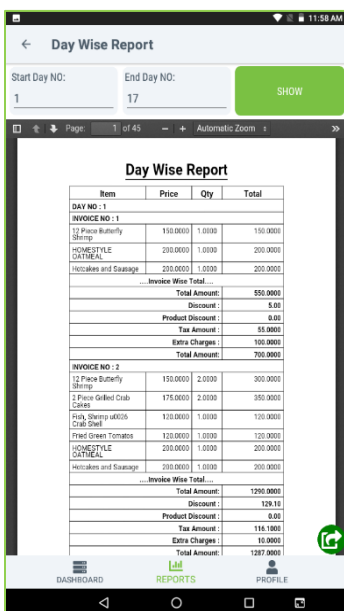 11:58 AM
Day Wise Report
Start Day NO: End Day NO:
1 17 SHOW
Page: 1 of 45 Automatic Zoom
Day Wise Report
Item Price Qty Total
DAY NO : 1
INVOICE NO : 1
12 Piece Butterfly Shrimp 150.0000 1.0000 150.0000
HOMESTYLE OATMEAL 200.0000 1.0000 200.0000
Hotcakes and Sausage 200.0000 1.0000 200.0000
....Invoice Wise Total....
Total Amount: 550.0000
Discount : 5.00
Product Discount : 0.00
Tax Amount : 55.0000
Extra Charges : 100.0000
Total Amount: 700.0000
INVOICE NO : 2
12 Piece Butterfly Shrimp 150.0000 2.0000 300.0000
2 Piece Grilled Crab Cakes 175.0000 2.0000 350.0000
Fish, Shrimp u0026 Crab Shell 120.0000 1.0000 120.0000
Fried Green Tomatos 120.0000 1.0000 120.0000
HOMESTYLE OATMEAL 200.0000 1.0000 200.0000
Hotcakes and Sausage 200.0000 1.0000 200.0000
....Invoice Wise Total....
Total Amount: 1290.0000
Discount : 129.10
Product Discount : 0.00
Tax Amount : 116.1000
Extra Charges : 10.0000
Total Amount: 1287.0000
DASHBOARD REPORTS PROFILE